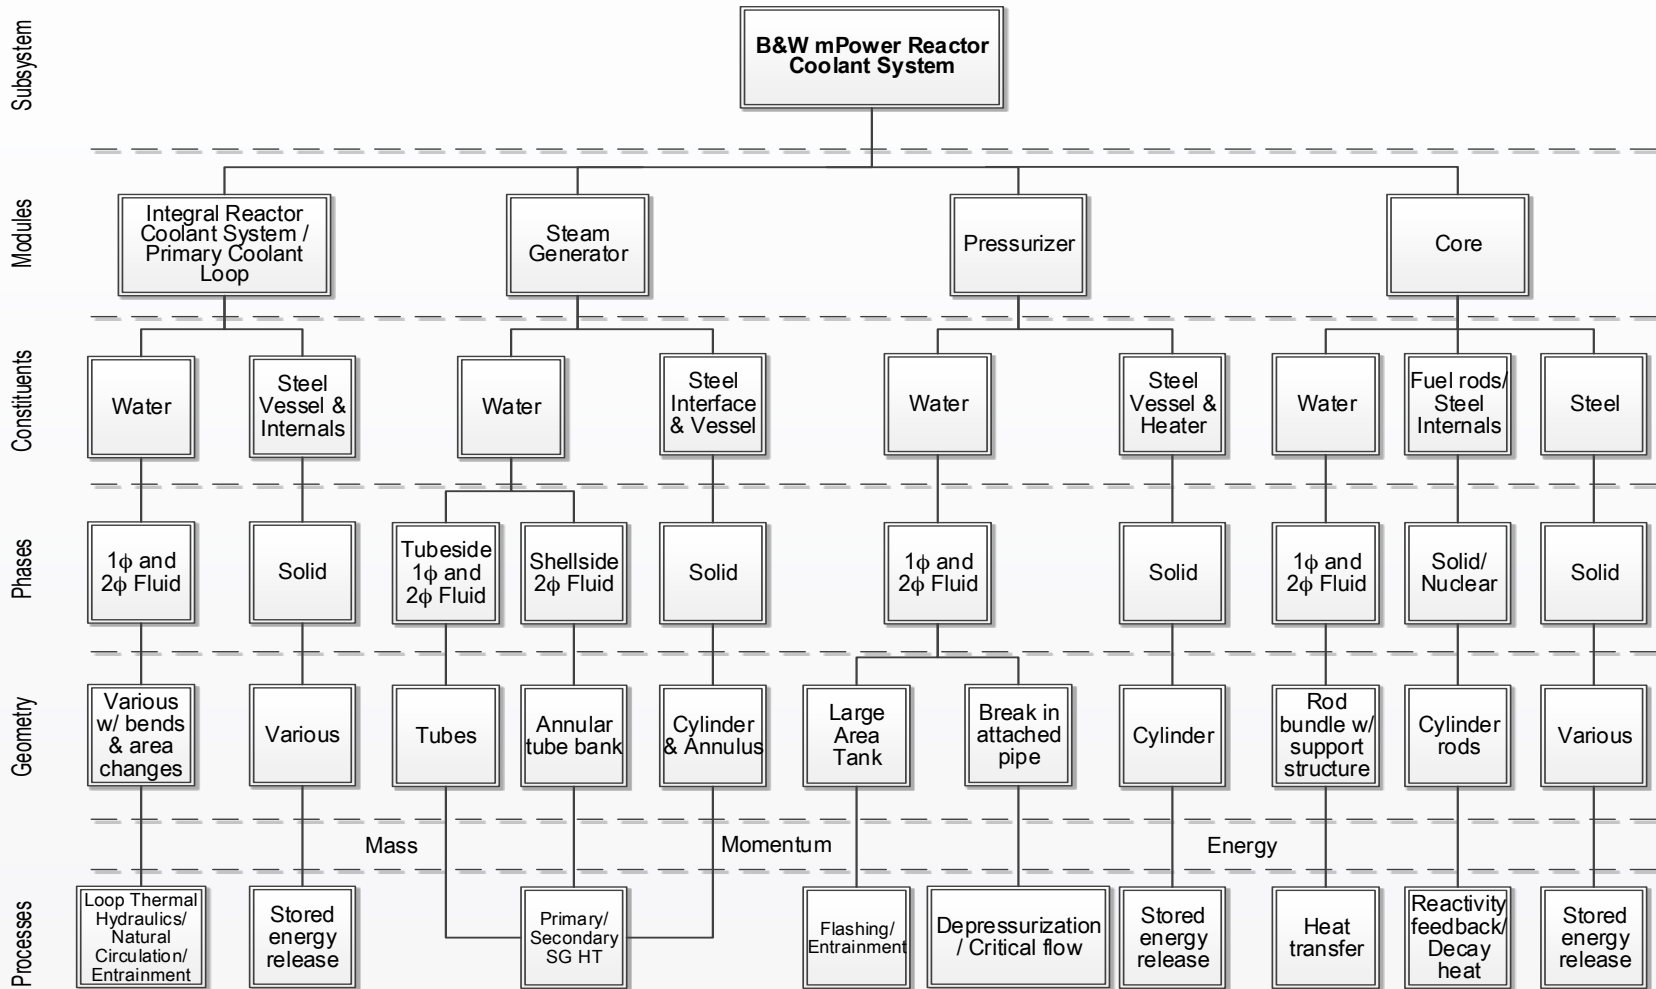 Subsystem
B&W mPower Reactor
Coolant System
Modules
Integral Reactor
Coolant System /
Primary Coolant
Loop
Steam
Generator
Pressurizer
Core
Constituents
Water
Steel
Vessel &
Internals
Water
Steel
Interface
& Vessel
Water
Steel
Vessel &
Heater
Water
Fuel rods/
Steel
Internals
Steel
Phases
1ϕ and
2ϕ Fluid
Solid
Tubeside
1ϕ and
2ϕ Fluid
Shellside
2ϕ Fluid
Solid
1ϕ and
2ϕ Fluid
Solid
1ϕ and
2ϕ Fluid
Solid/
Nuclear
Solid
Geometry
Various
w/ bends
& area
changes
Various
Tubes
Annular
tube bank
Cylinder
& Annulus
Large
Area
Tank
Break in
attached
pipe
Cylinder
Rod
bundle w/
support
structure
Cylinder
rods
Various
Mass
Momentum
Energy
Processes
Loop Thermal
Hydraulics/
Natural
Circulation/
Entrainment
Stored
energy
release
Primary/
Secondary
SG HT
Flashing/
Entrainment
Depressurization
/ Critical flow
Stored
energy
release
Heat
transfer
Reactivity
feedback/
Decay
heat
Stored
energy
release